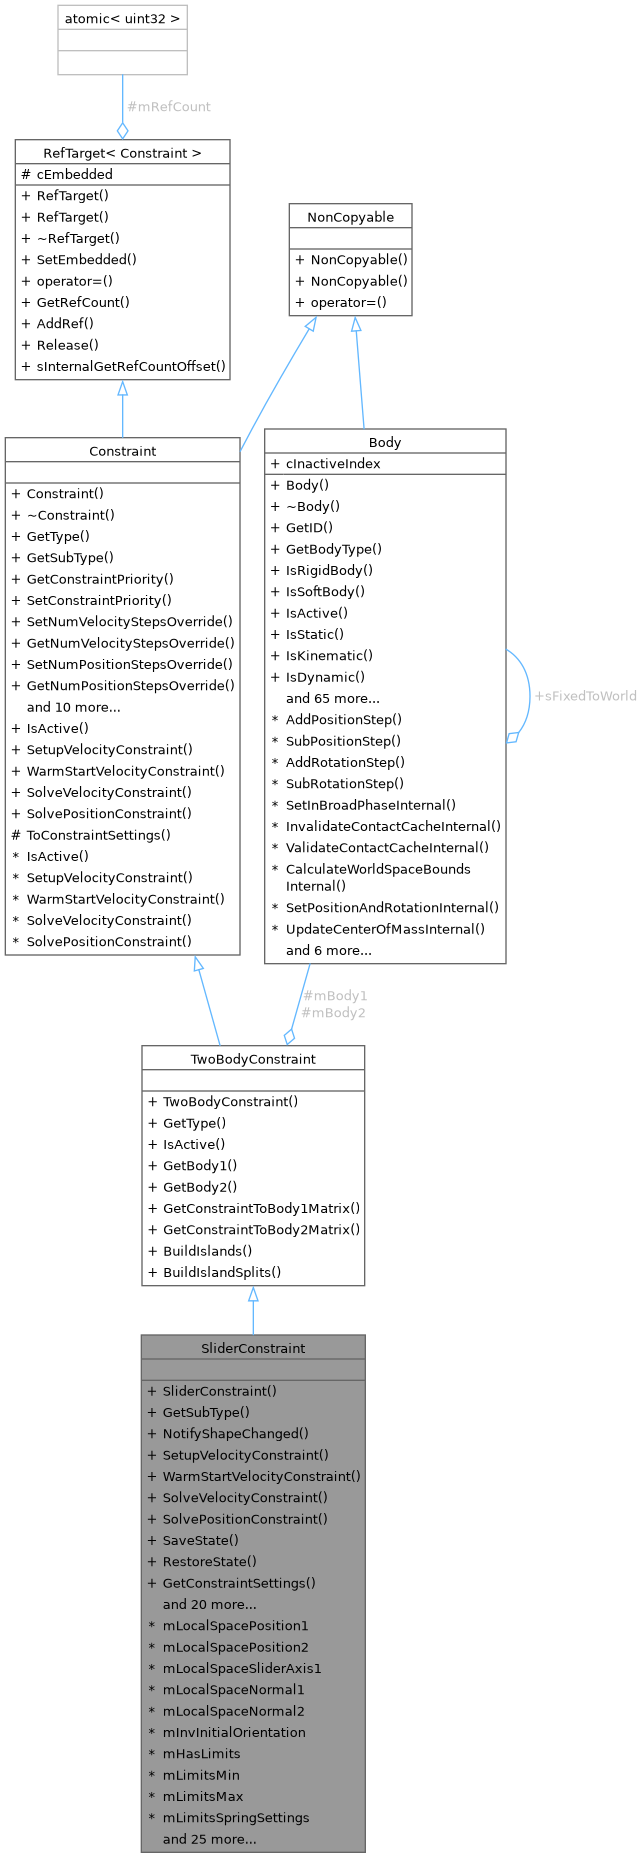 atomic< uint32 >
#mRefCount
RefTarget< Constraint >
# cEmbedded
+ RefTarget()
+ RefTarget()
+ ~RefTarget()
+ SetEmbedded()
+ operator=()
+ GetRefCount()
+ AddRef()
+ Release()
+ sInternalGetRefCountOffset()
NonCopyable
+ NonCopyable()
+ NonCopyable()
+ operator=()
Constraint
+ Constraint()
+ ~Constraint()
+ GetType()
+ GetSubType()
+ GetConstraintPriority()
+ SetConstraintPriority()
+ SetNumVelocityStepsOverride()
+ GetNumVelocityStepsOverride()
+ SetNumPositionStepsOverride()
+ GetNumPositionStepsOverride()
and 10 more...
+ IsActive()
+ SetupVelocityConstraint()
+ WarmStartVelocityConstraint()
+ SolveVelocityConstraint()
+ SolvePositionConstraint()
# ToConstraintSettings()
* IsActive()
* SetupVelocityConstraint()
* WarmStartVelocityConstraint()
* SolveVelocityConstraint()
* SolvePositionConstraint()
Body
+ cInactiveIndex
+ Body()
+ ~Body()
+ GetID()
+ GetBodyType()
+ IsRigidBody()
+ IsSoftBody()
+ IsActive()
+ IsStatic()
+ IsKinematic()
+ IsDynamic()
and 65 more...
* AddPositionStep()
* SubPositionStep()
* AddRotationStep()
* SubRotationStep()
* SetInBroadPhaseInternal()
* InvalidateContactCacheInternal()
* ValidateContactCacheInternal()
* CalculateWorldSpaceBounds
Internal()
* SetPositionAndRotationInternal()
* UpdateCenterOfMassInternal()
and 6 more...
+sFixedToWorld
#mBody1
#mBody2
TwoBodyConstraint
+ TwoBodyConstraint()
+ GetType()
+ IsActive()
+ GetBody1()
+ GetBody2()
+ GetConstraintToBody1Matrix()
+ GetConstraintToBody2Matrix()
+ BuildIslands()
+ BuildIslandSplits()
SliderConstraint
+ SliderConstraint()
+ GetSubType()
+ NotifyShapeChanged()
+ SetupVelocityConstraint()
+ WarmStartVelocityConstraint()
+ SolveVelocityConstraint()
+ SolvePositionConstraint()
+ SaveState()
+ RestoreState()
+ GetConstraintSettings()
and 20 more...
* mLocalSpacePosition1
* mLocalSpacePosition2
* mLocalSpaceSliderAxis1
* mLocalSpaceNormal1
* mLocalSpaceNormal2
* mInvInitialOrientation
* mHasLimits
* mLimitsMin
* mLimitsMax
* mLimitsSpringSettings
and 25 more...